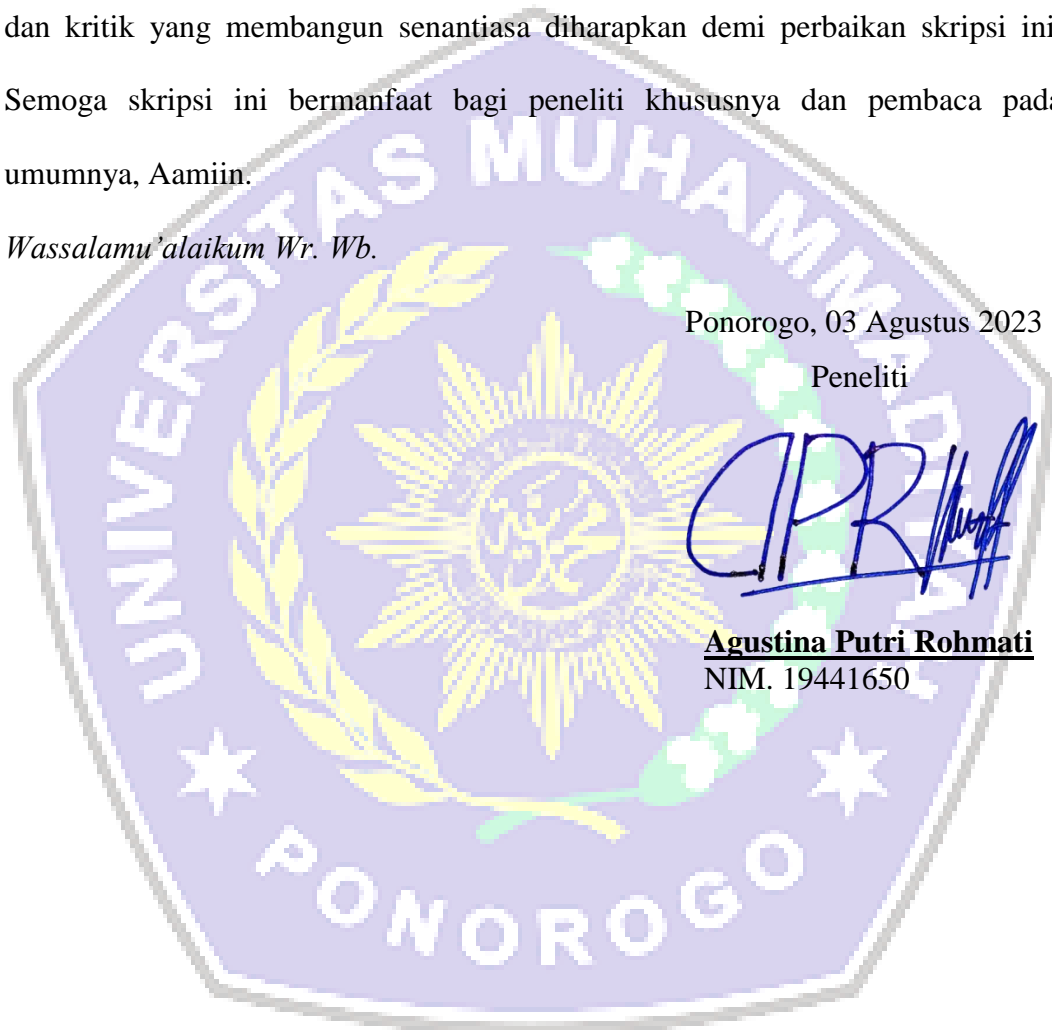 dan kritik yang membangun senantiasa diharapkan demi perbaikan skripsi ini
Semoga skripsi ini bermanfaat bagi peneliti khususnya dan pembaca pada
umumnya, Aamiin.
Wassalamu’alaikum Wr. Wb.
Ponorogo, 03 Agustus 2023
Peneliti
Agustina Putri Rohmati
NIM. 19441650
UNIVERSITAS MUHAMMADIYAH
PONOROGO